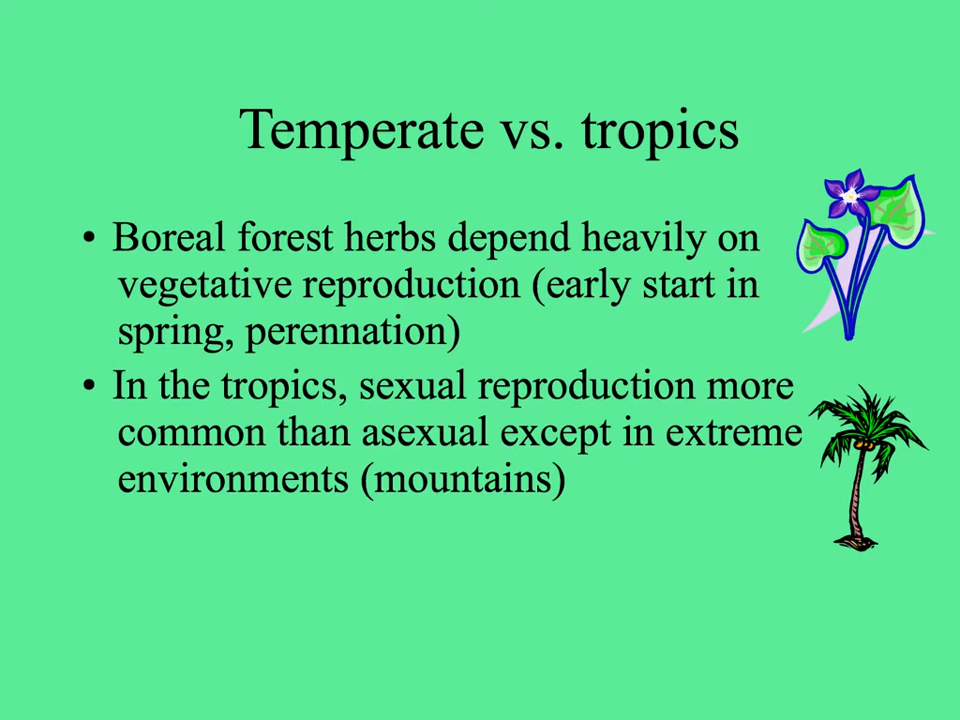 Temperate vs. tropics
• Boreal forest herbs depend heavily on
vegetative reproduction (early start in
spring, perennation)
• In the tropics, sexual reproduction more
common than asexual except in extreme
environments (mountains)